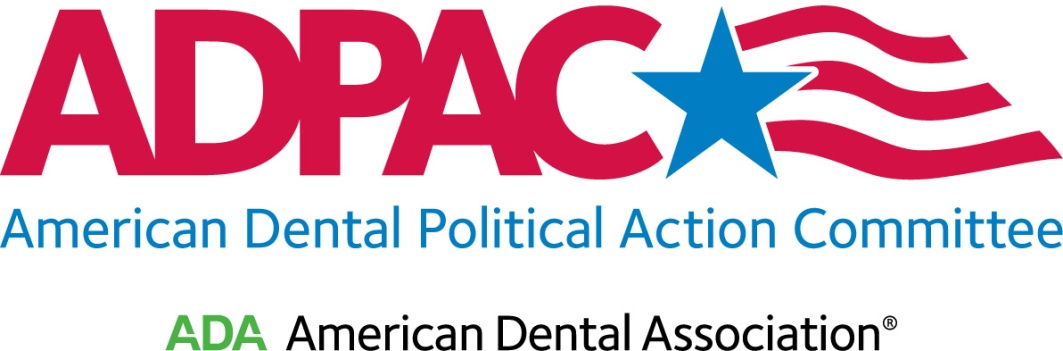 ADPAC
American Dental Political Action Committee
ADA American Dental Association®